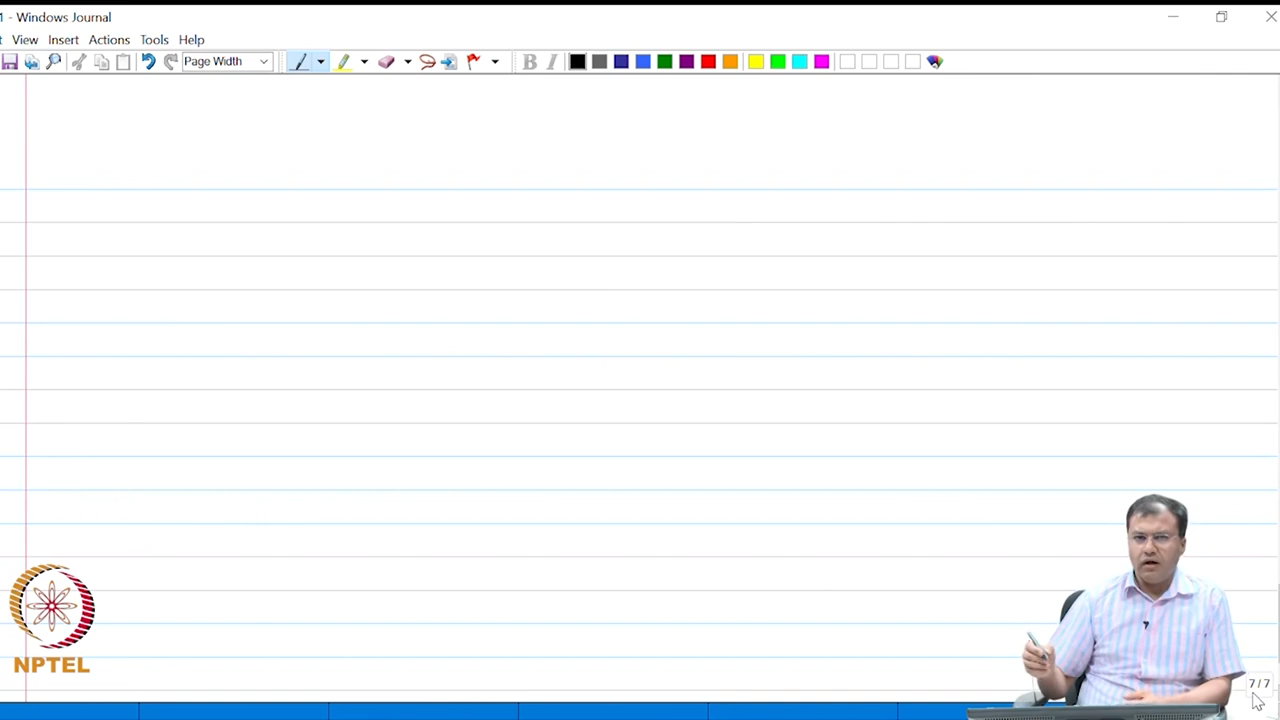 1 - Windows Journal
t View Insert Actions Tools Help
Page Width
B I
NPTEL
7 / 7